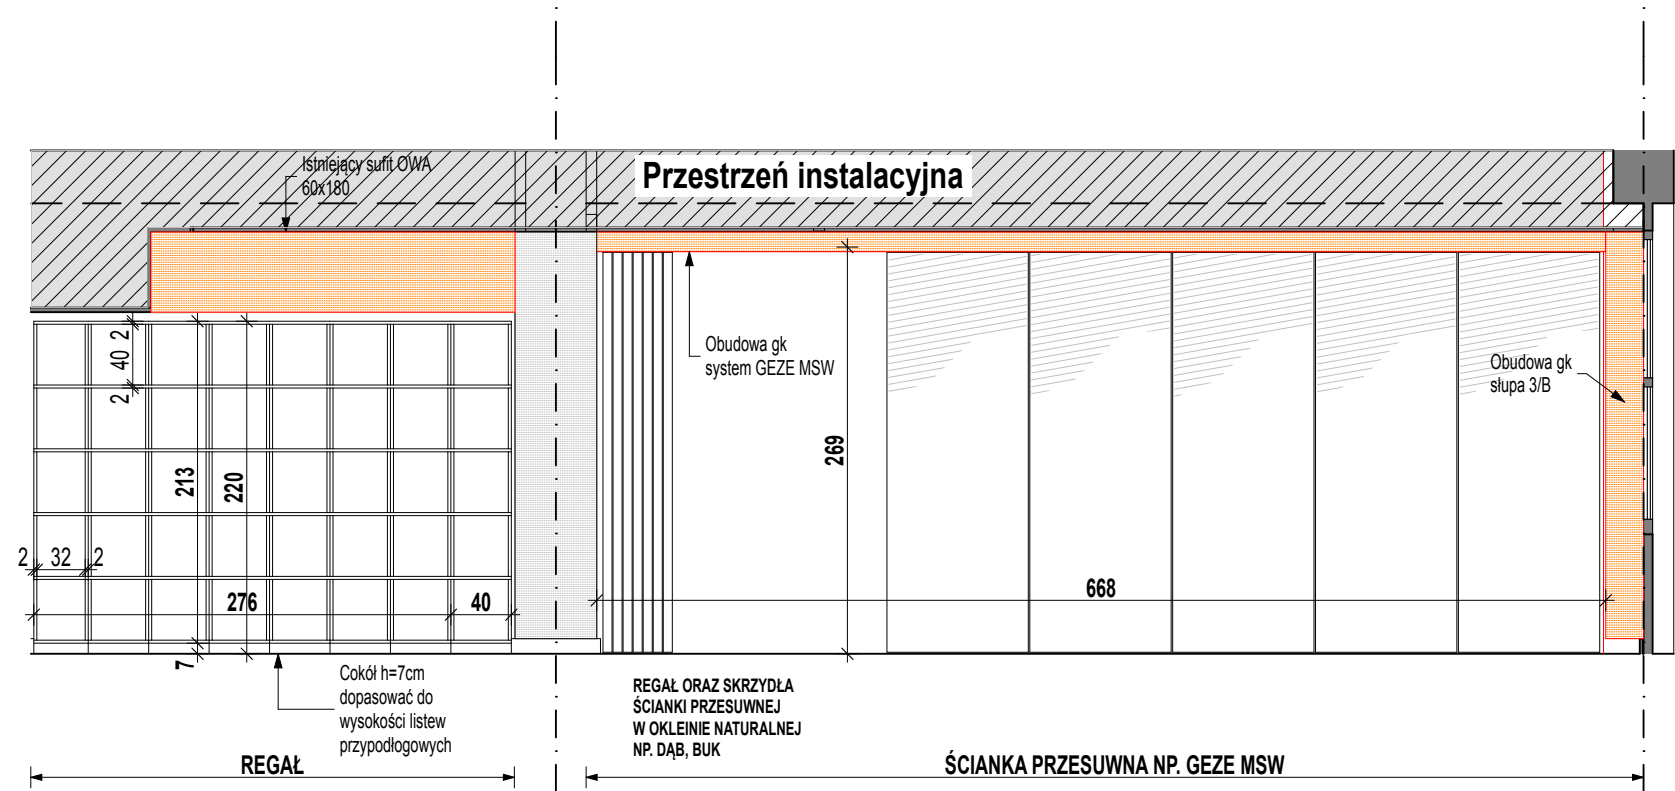 Istniejący sufit OWA
60x180
Przestrzeń instalacyjna
2
40
2
213
220
2
32
2
276
40
7
Obudowa gk
system GEZE MSW
269
668
Obudowa gk
słupa 3/B
Cokół h=7cm
dopasować do
wysokości listew
przypodłogowych
REGAŁ ORAZ SKRZYDŁA
ŚCIANKI PRZESUWNEJ
W OKLEINIE NATURALNEJ
NP. DĄB, BUK
REGAŁ
ŚCIANKA PRZESUWNA NP. GEZE MSW